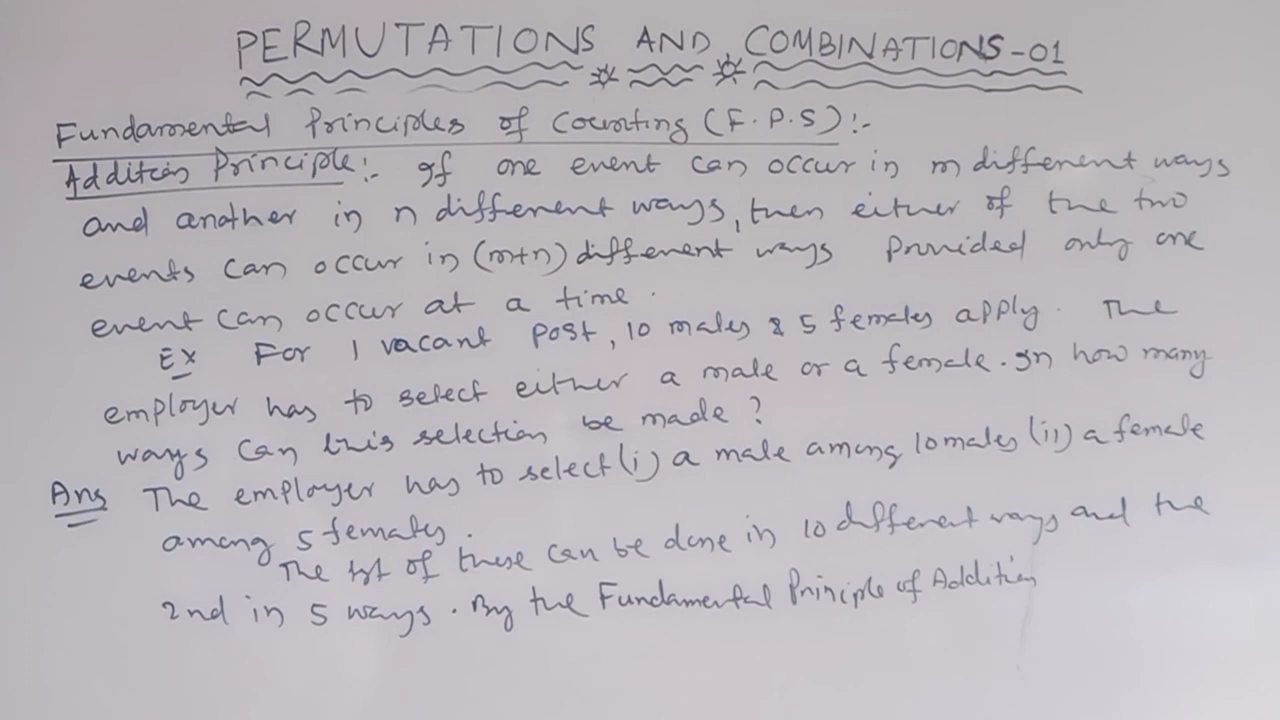 PERMUTATIONS AND COMBINATIONS-01
Fundamental Principles of Counting (F.P.S):-
Addition Principle:- If one event can occur in m different ways
and another in n different ways, then either of the two
events can occur in (m+n) different ways Provided only one
event can occur at a time.
Ex For 1 vacant Post, 10 males & 5 females apply. The
employer has to select either a male or a female. In how many
ways can this selection be made?
Ans The employer has to select (i) a male among 10 males (ii) a female
among 5 females.
The 1st of these can be done in 10 different ways and the
2nd in 5 ways. By the Fundamental Principle of Addition